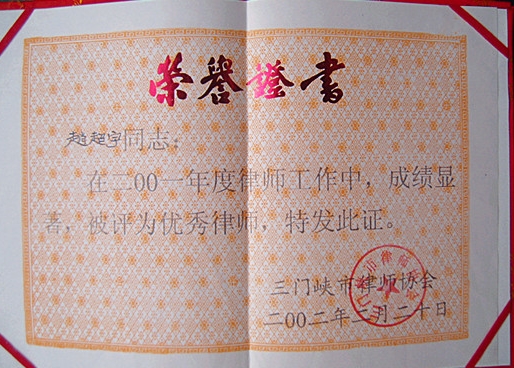 荣誉證書
赵超宇同志:
在二00一年度律师工作中，成绩显
著，被评为优秀律师，特发此证。
三门峡市律师协会
二00二年二月二十日